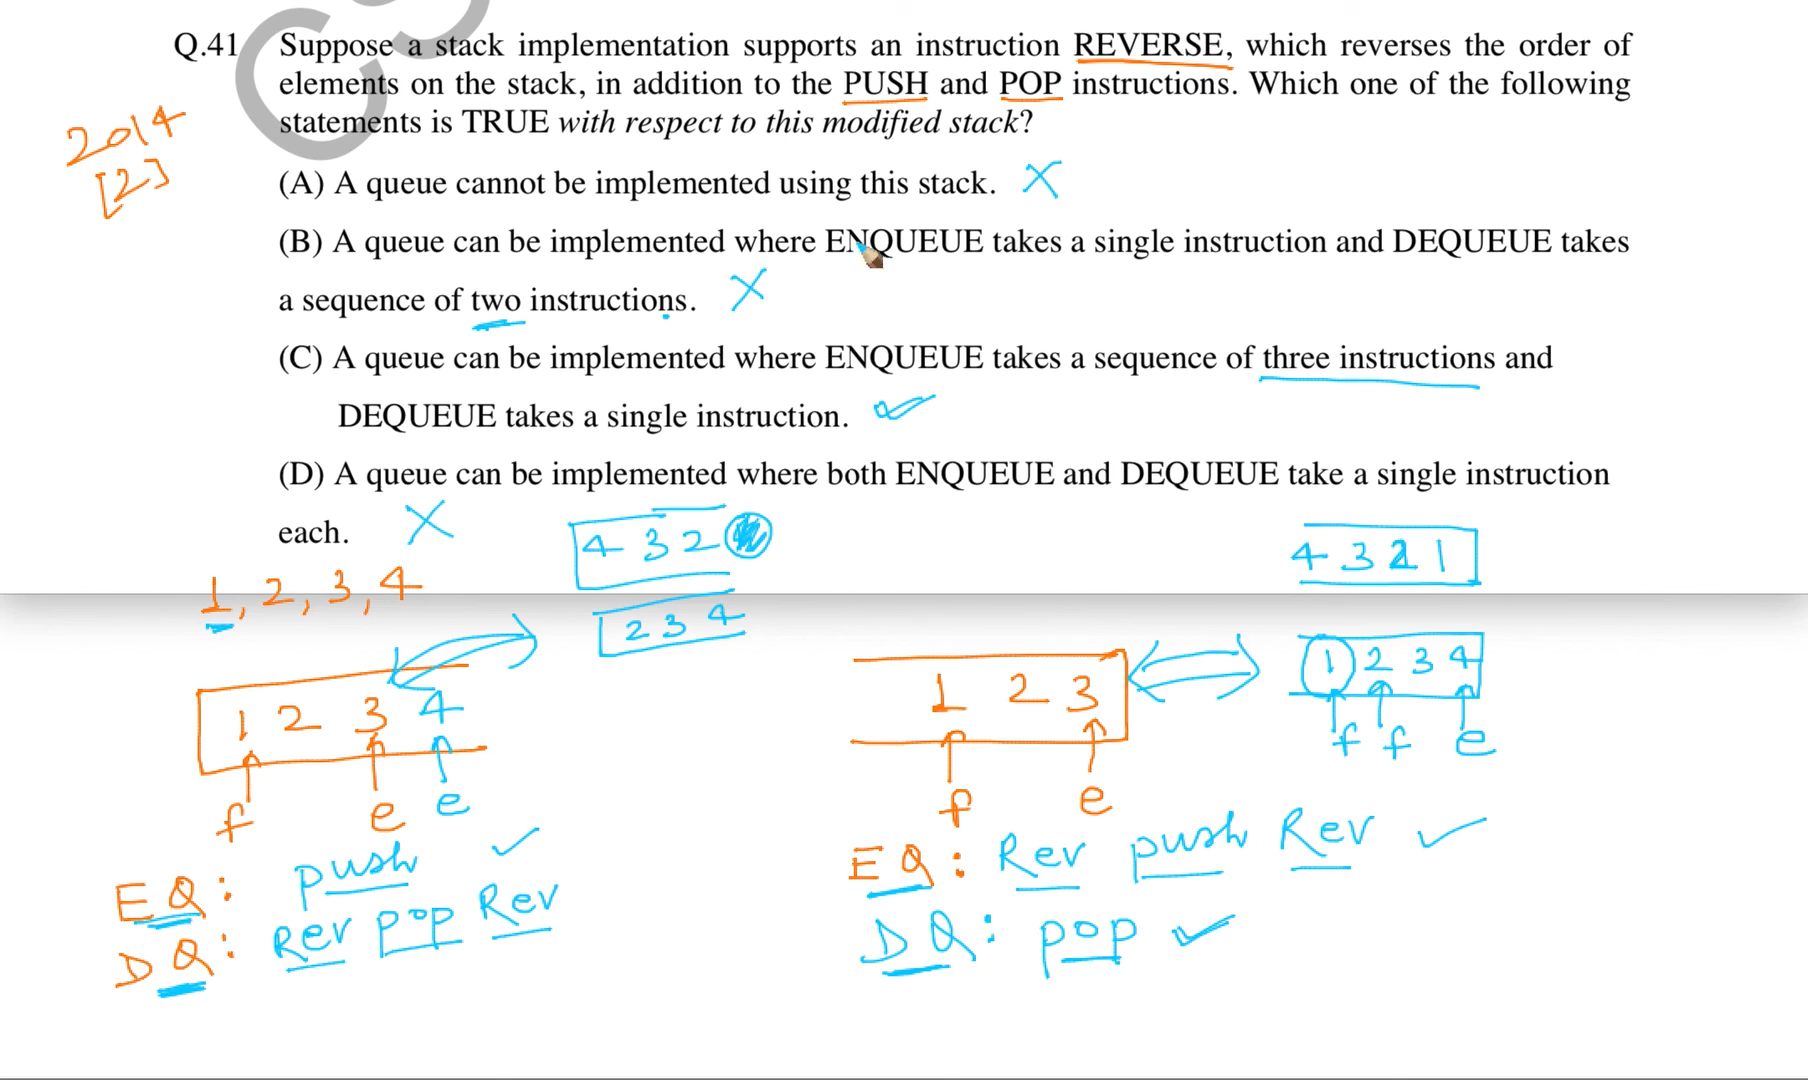 Q.41 Suppose a stack implementation supports an instruction REVERSE, which reverses the order of
elements on the stack, in addition to the PUSH and POP instructions. Which one of the following
statements is TRUE with respect to this modified stack?
2014
[2]
(A) A queue cannot be implemented using this stack. X
(B) A queue can be implemented where ENQUEUE takes a single instruction and DEQUEUE takes
a sequence of two instructions. X
(C) A queue can be implemented where ENQUEUE takes a sequence of three instructions and
DEQUEUE takes a single instruction.
(D) A queue can be implemented where both ENQUEUE and DEQUEUE take a single instruction
each. X
4 3 2
4 3 2 1
1, 2, 3, 4
2 3 4
1 2 3 4
1 2 3
1 2 3 4
f e e
f e
f f e
EQ: push
EQ: Rev push Rev
DQ: Rev pop Rev
DQ: pop